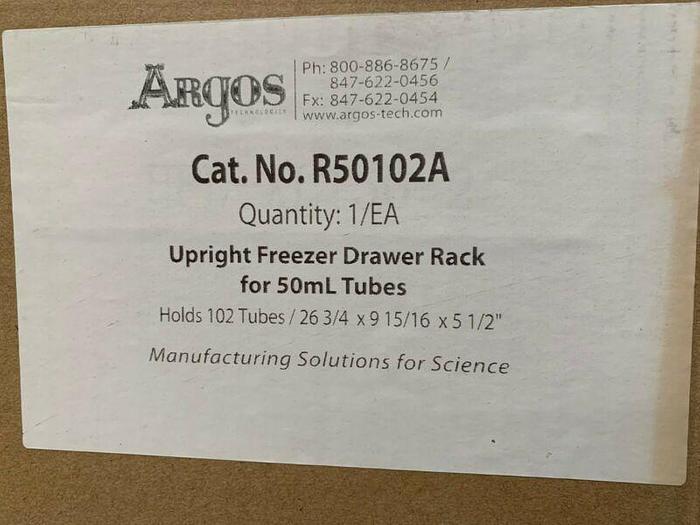 ARGOS
TECHNOLOGIES
Ph: 800-886-8675 /
847-622-0456
Fx: 847-622-0454
www.argos-tech.com
Cat. No. R50102A
Quantity: 1/EA
Upright Freezer Drawer Rack
for 50mL Tubes
Holds 102 Tubes / 26 3/4 x 9 15/16 x 5 1/2"
Manufacturing Solutions for Science